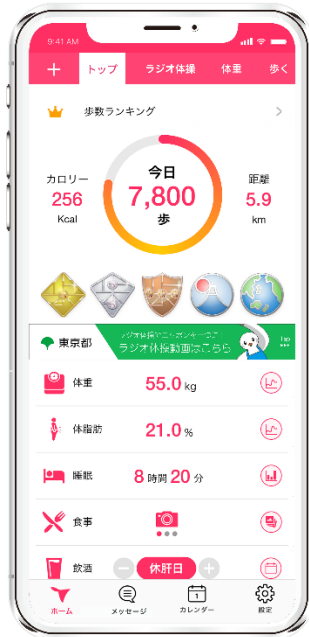 9:41 AM
+ トップ ラジオ体操 体重 歩く
歩数ランキング
カロリー
256
Kcal
今日
7,800
歩
距離
5.9
km
東京都
ラジオ体操動画はこちら
体重 55.0 kg
体脂肪 21.0 %
睡眠 8 時間 20 分
食事
飲酒 休肝日
ホーム メッセージ カレンダー 設定
1